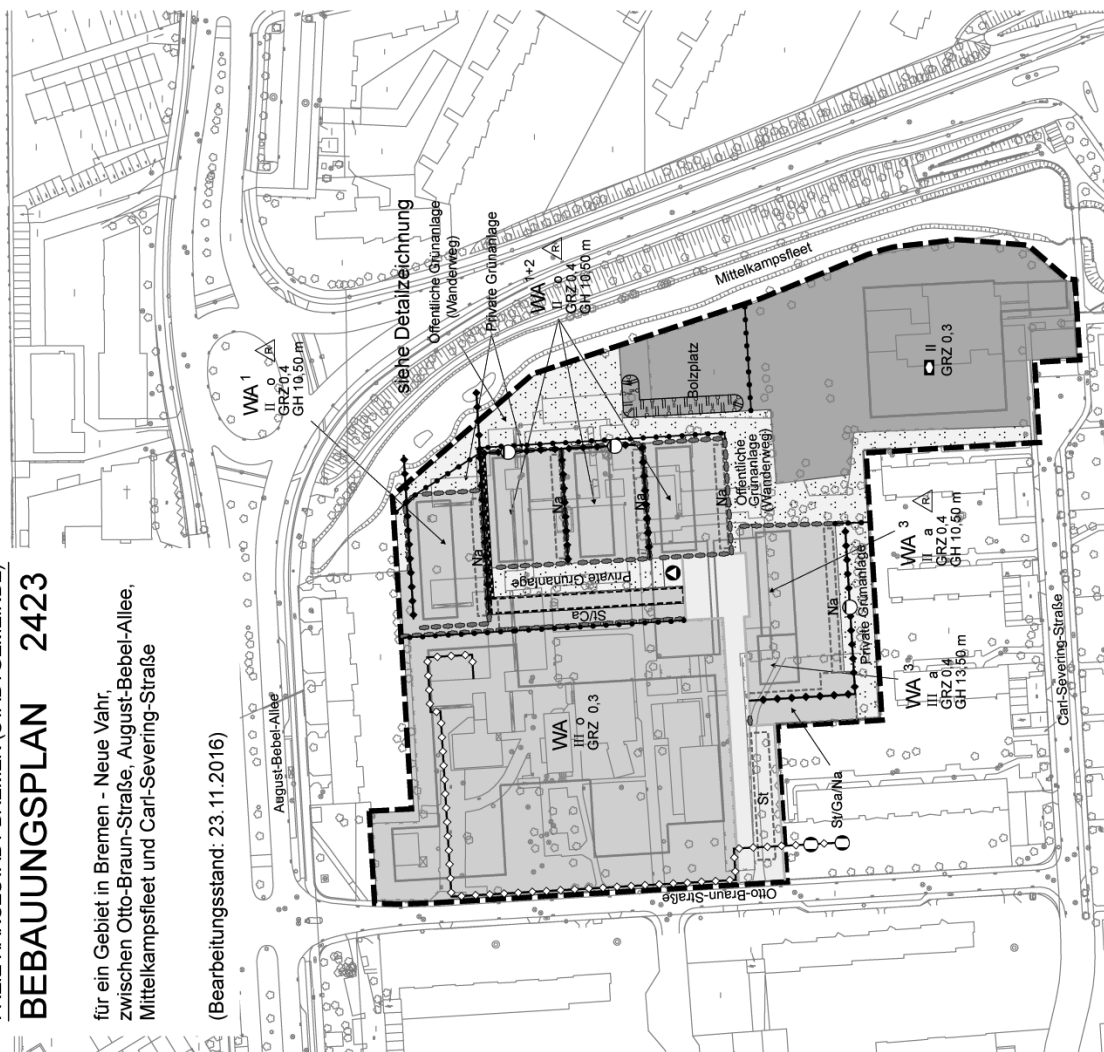 BEBAUUNGSPLAN 2423
für ein Gebiet in Bremen - Neue Vahr,
zwischen Otto-Braun-Straße, August-Bebel-Allee,
Mittelkampsfleet und Carl-Severing-Straße
(Bearbeitungsstand: 23.11.2016)
August-Bebel-Allee
WA 1
II o
R
GRZ 0,4
GH 10,50 m
siehe Detailzeichnung
Öffentliche Grünanlage
(Wanderweg)
Private Grünanlage
WA 1+2
II o
R
GRZ 0,4
GH 10,50 m
Mittelkampsfleet
Bolzplatz
II
GRZ 0,3
Na
Na
Na
Na
Private Grünanlage
St/Ga
Öffentliche
Grünanlage
(Wanderweg)
WA
III o
GRZ 0,3
WA 3
II a
R
GRZ 0,4
GH 10,50 m
Na
Private Grünanlage
WA 3
III a
GRZ 0,4
GH 13,50 m
St
St/Ga/Na
Otto-Braun-Straße
Carl-Severing-Straße